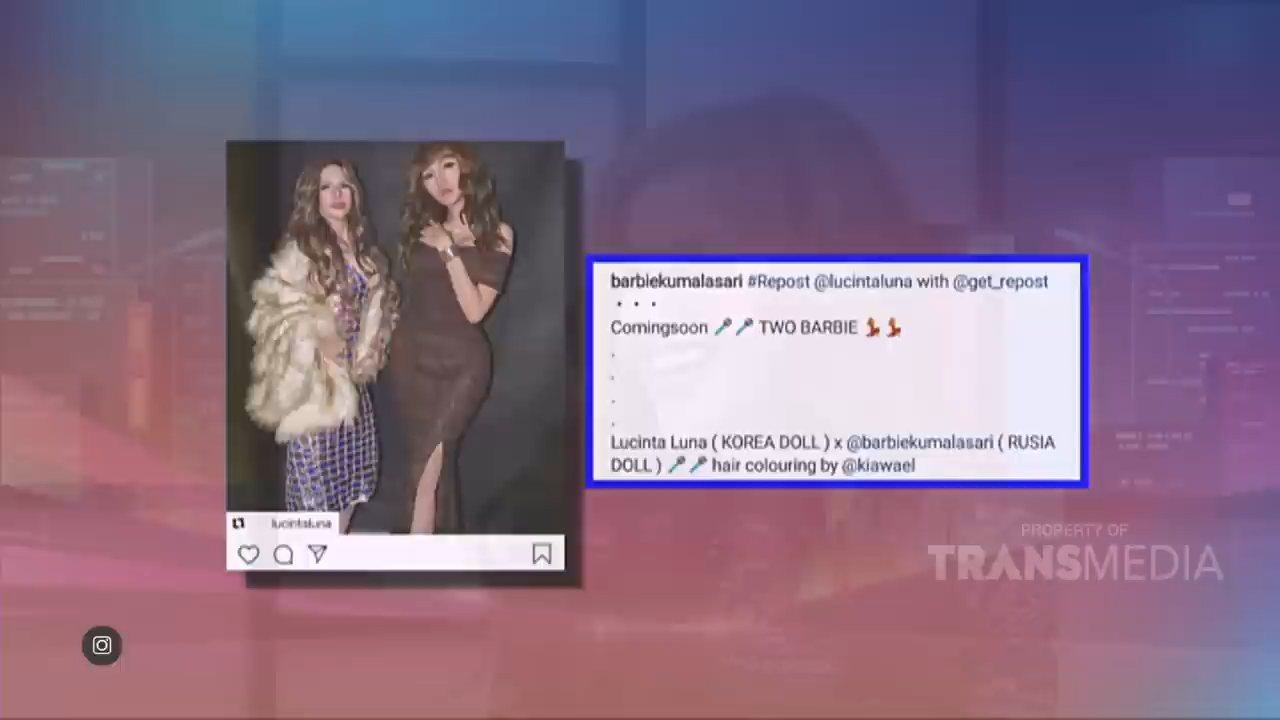 lucintaluna
barbiekumalasari #Repost @lucintaluna with @get_repost
• • •
Comingsoon 🎤🎤 TWO BARBIE 💃💃
.
.
.
.
Lucinta Luna ( KOREA DOLL ) x @barbiekumalasari ( RUSIA
DOLL ) 🎤🎤 hair colouring by @kiawael
PROPERTY OF
TRANSMEDIA